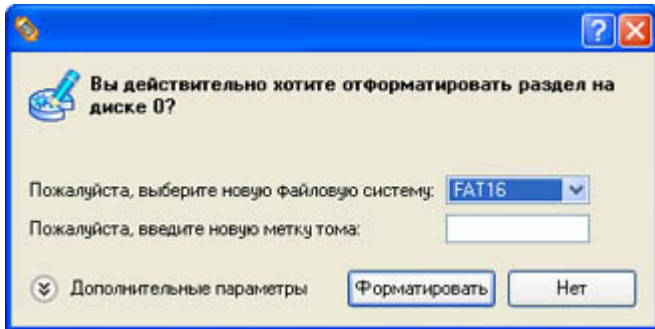 Вы действительно хотите отформатировать раздел на
диске 0?
Пожалуйста, выберите новую файловую систему: FAT16
Пожалуйста, введите новую метку тома:
Дополнительные параметры Форматировать Нет